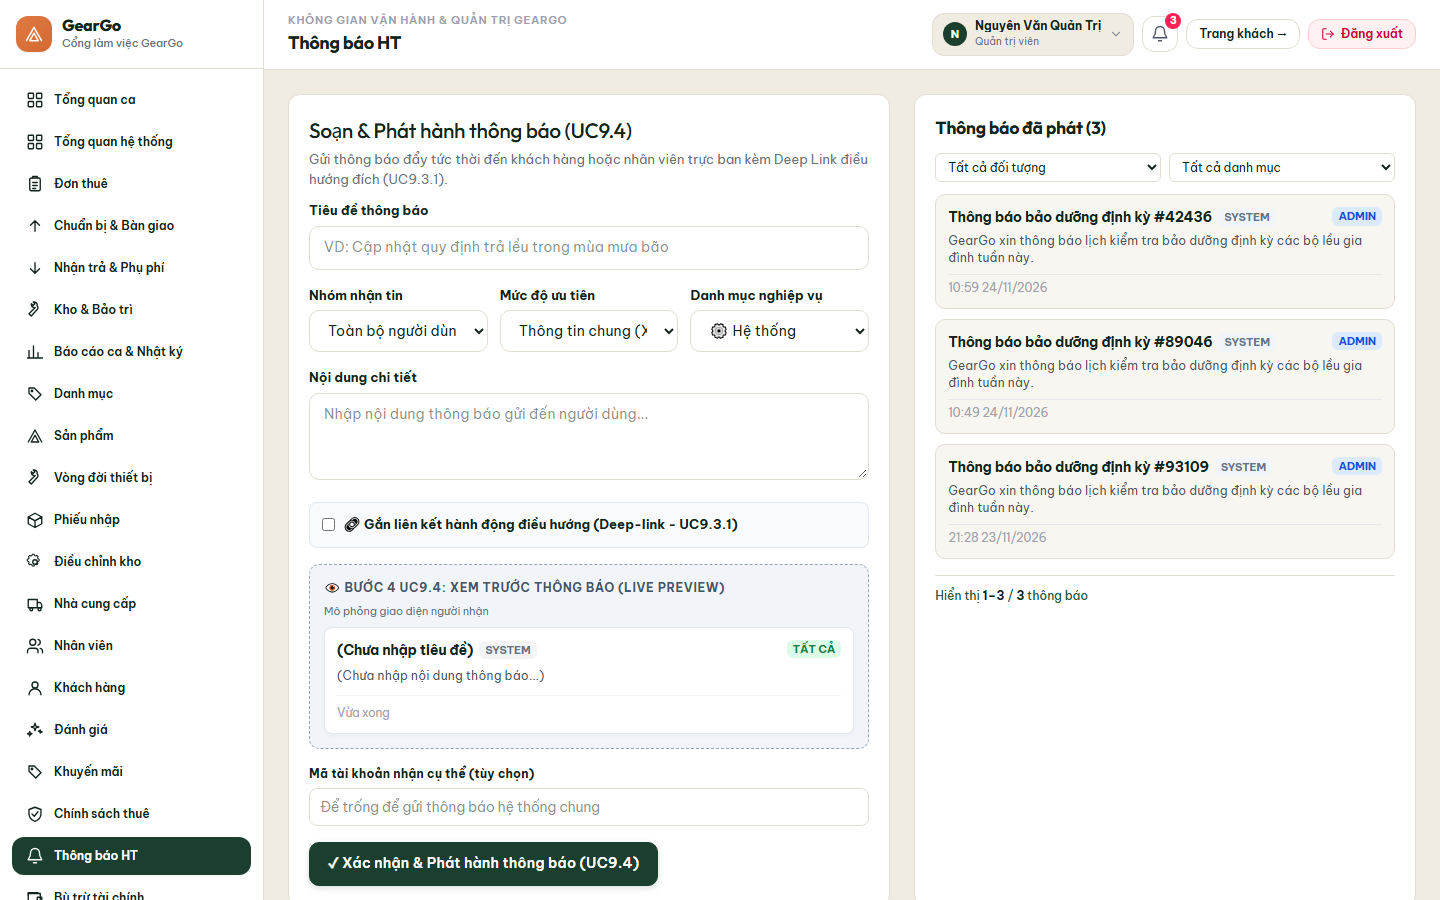 GearGo
Cổng làm việc GearGo
Tổng quan ca
Tổng quan hệ thống
Đơn thuê
Chuẩn bị & Bàn giao
Nhận trả & Phụ phí
Kho & Bảo trì
Báo cáo ca & Nhật ký
Danh mục
Sản phẩm
Vòng đời thiết bị
Phiếu nhập
Điều chỉnh kho
Nhà cung cấp
Nhân viên
Khách hàng
Đánh giá
Khuyến mãi
Chính sách thuê
Thông báo HT
Bù trừ tài chính
KHÔNG GIAN VẬN HÀNH & QUẢN TRỊ GEARGO
Thông báo HT
N
Nguyễn Văn Quản Trị
Quản trị viên
3
Trang khách →
Đăng xuất
Soạn & Phát hành thông báo (UC9.4)
Gửi thông báo đẩy tức thời đến khách hàng hoặc nhân viên trực ban kèm Deep Link điều
hướng đích (UC9.3.1).
Tiêu đề thông báo
VD: Cập nhật quy định trả lều trong mùa mưa bão
Nhóm nhận tin
Mức độ ưu tiên
Danh mục nghiệp vụ
Toàn bộ người dùn
Thông tin chung (X
Hệ thống
Nội dung chi tiết
Nhập nội dung thông báo gửi đến người dùng...
Gắn liên kết hành động điều hướng (Deep-link - UC9.3.1)
BƯỚC 4 UC9.4: XEM TRƯỚC THÔNG BÁO (LIVE PREVIEW)
Mô phỏng giao diện người nhận
(Chưa nhập tiêu đề) SYSTEM TẤT CẢ
(Chưa nhập nội dung thông báo...)
Vừa xong
Mã tài khoản nhận cụ thể (tùy chọn)
Để trống để gửi thông báo hệ thống chung
✓ Xác nhận & Phát hành thông báo (UC9.4)
Thông báo đã phát (3)
Tất cả đối tượng
Tất cả danh mục
Thông báo bảo dưỡng định kỳ #42436 SYSTEM ADMIN
GearGo xin thông báo lịch kiểm tra bảo dưỡng định kỳ các bộ lều gia
đình tuần này.
10:59 24/11/2026
Thông báo bảo dưỡng định kỳ #89046 SYSTEM ADMIN
GearGo xin thông báo lịch kiểm tra bảo dưỡng định kỳ các bộ lều gia
đình tuần này.
10:49 24/11/2026
Thông báo bảo dưỡng định kỳ #93109 SYSTEM ADMIN
GearGo xin thông báo lịch kiểm tra bảo dưỡng định kỳ các bộ lều gia
đình tuần này.
21:28 23/11/2026
Hiển thị 1–3 / 3 thông báo